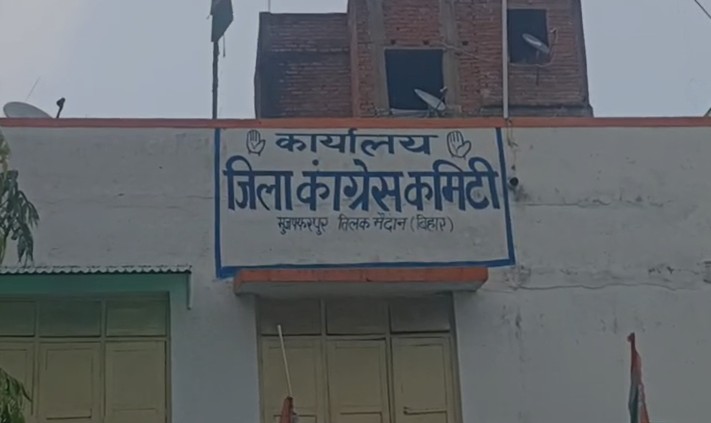 कार्यालय
जिला कांग्रेस कमिटी
मुजफ्फरपुर तिलक मैदान (बिहार)